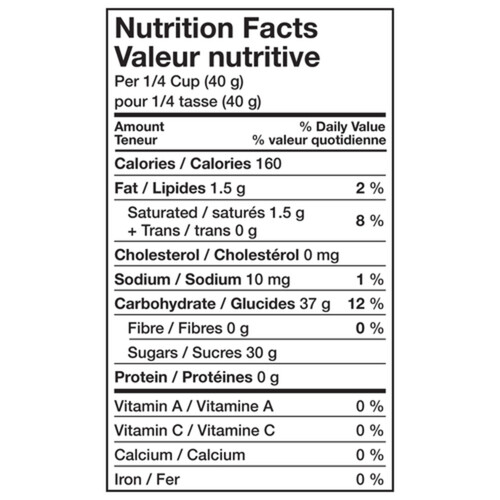 Nutrition Facts
Valeur nutritive
Per 1/4 Cup (40 g)
pour 1/4 tasse (40 g)
Amount % Daily Value
Teneur % valeur quotidienne
Calories / Calories 160
Fat / Lipides 1.5 g 2 %
Saturated / saturés 1.5 g
+ Trans / trans 0 g 8 %
Cholesterol / Cholestérol 0 mg
Sodium / Sodium 10 mg 1 %
Carbohydrate / Glucides 37 g 12 %
Fibre / Fibres 0 g 0 %
Sugars / Sucres 30 g
Protein / Protéines 0 g
Vitamin A / Vitamine A 0 %
Vitamin C / Vitamine C 0 %
Calcium / Calcium 0 %
Iron / Fer 0 %